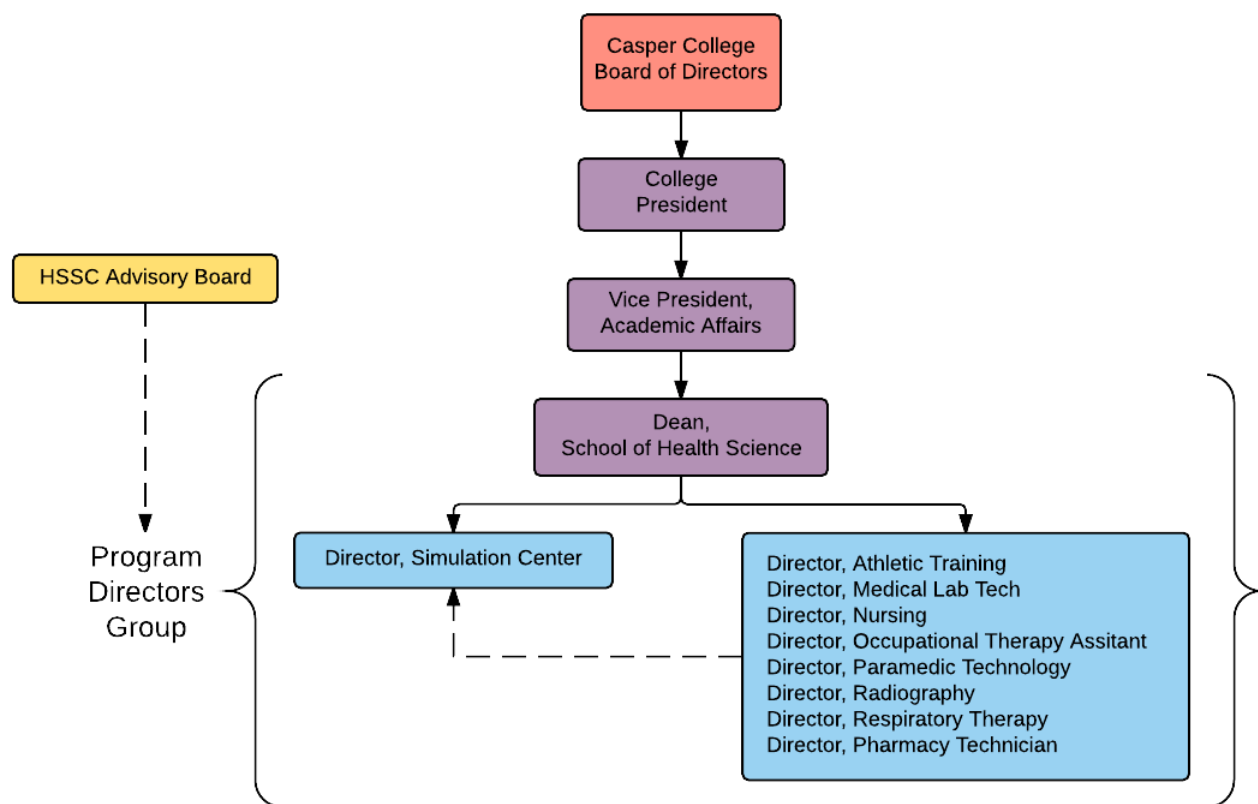 Casper College
Board of Directors
College
President
HSSC Advisory Board
Vice President,
Academic Affairs
Dean,
School of Health Science
Program
Directors
Group
Director, Simulation Center
Director, Athletic Training
Director, Medical Lab Tech
Director, Nursing
Director, Occupational Therapy Assitant
Director, Paramedic Technology
Director, Radiography
Director, Respiratory Therapy
Director, Pharmacy Technician